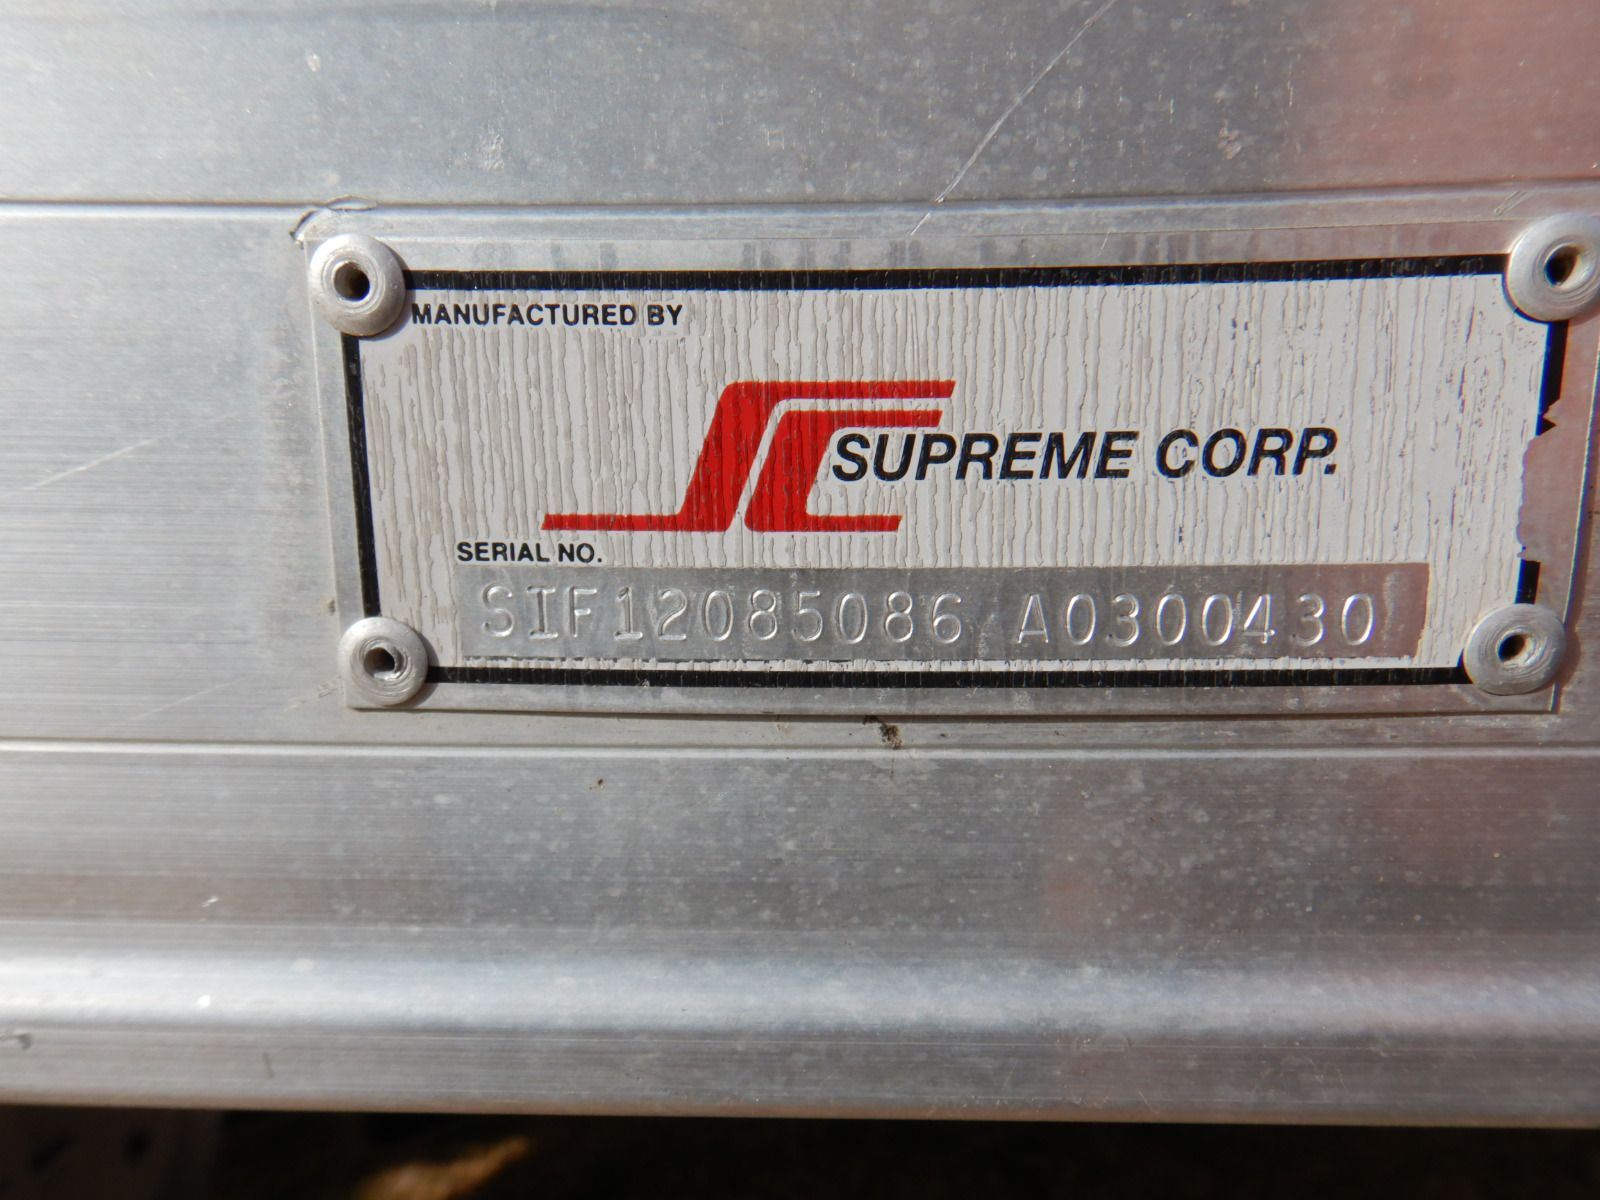 MANUFACTURED BY
SUPREME CORP.
SERIAL NO.
SIF12085086 A0300430